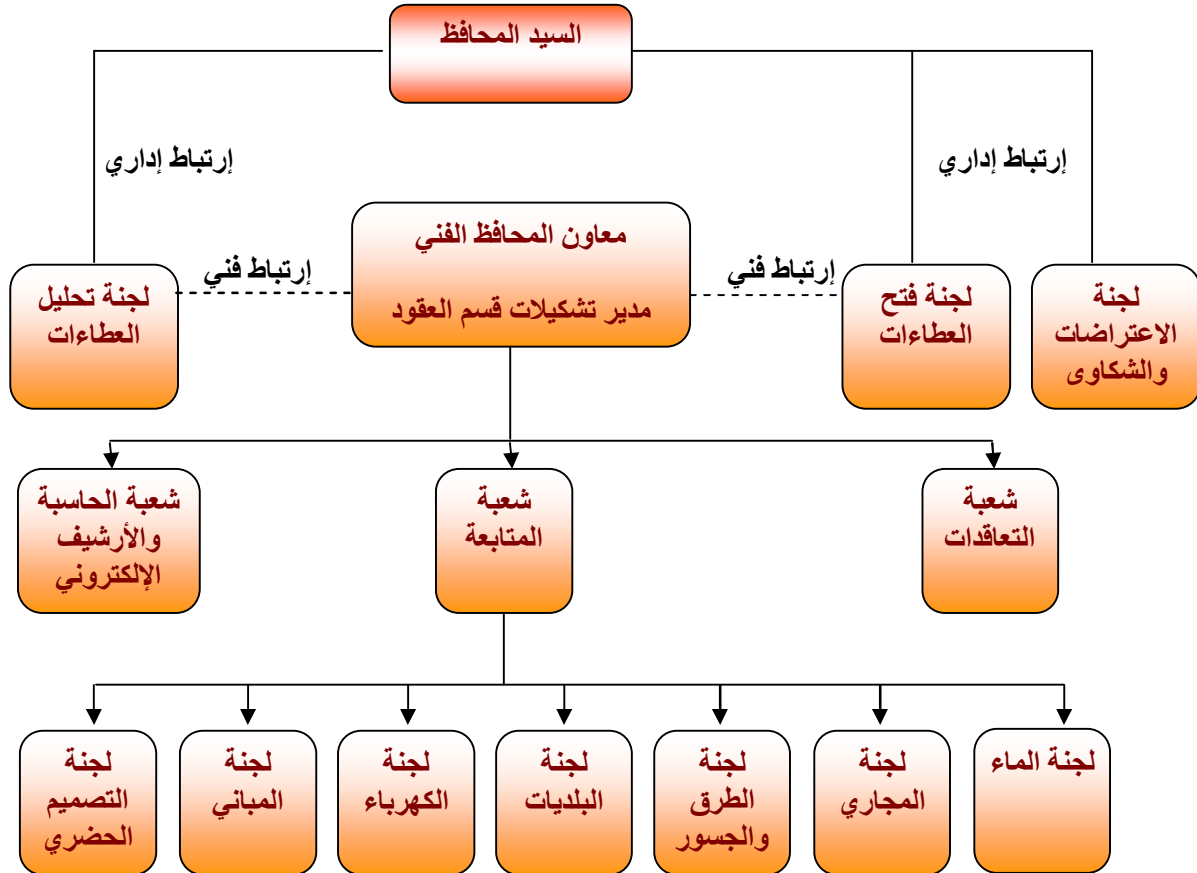 السيد المحافظ
إرتباط إداري
إرتباط إداري
معاون المحافظ الفني
مدير تشكيلات قسم العقود
إرتباط فني
إرتباط فني
لجنة
الاعتراضات
والشكاوى
لجنة فتح
العطاءات
لجنة تحليل
العطاءات
شعبة
التعاقدات
شعبة
المتابعة
شعبة الحاسبة
والأرشيف
الإلكتروني
لجنة الماء
لجنة
المجاري
لجنة
الطرق
والجسور
لجنة
البلديات
لجنة
الكهرباء
لجنة
المباني
لجنة
التصميم
الحضري